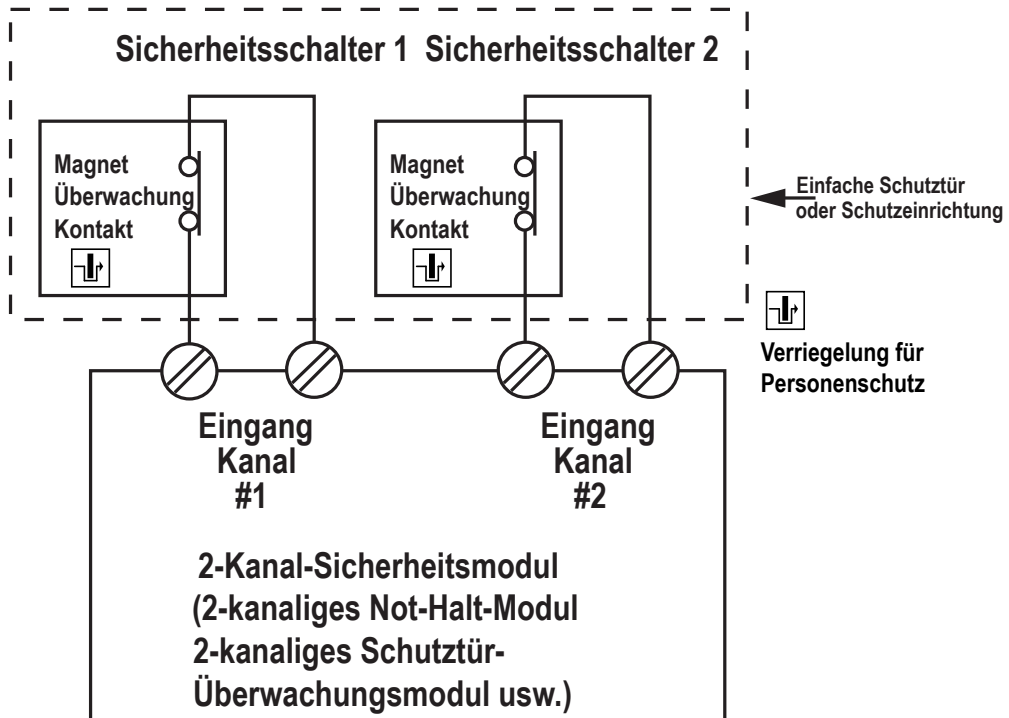 Sicherheitsschalter 1 Sicherheitsschalter 2
Magnet
Überwachung
Kontakt
Magnet
Überwachung
Kontakt
Einfache Schutztür
oder Schutzeinrichtung
Verriegelung für
Personenschutz
Eingang
Kanal
#1
Eingang
Kanal
#2
2-Kanal-Sicherheitsmodul
(2-kanaliges Not-Halt-Modul
2-kanaliges Schutztür-
Überwachungsmodul usw.)